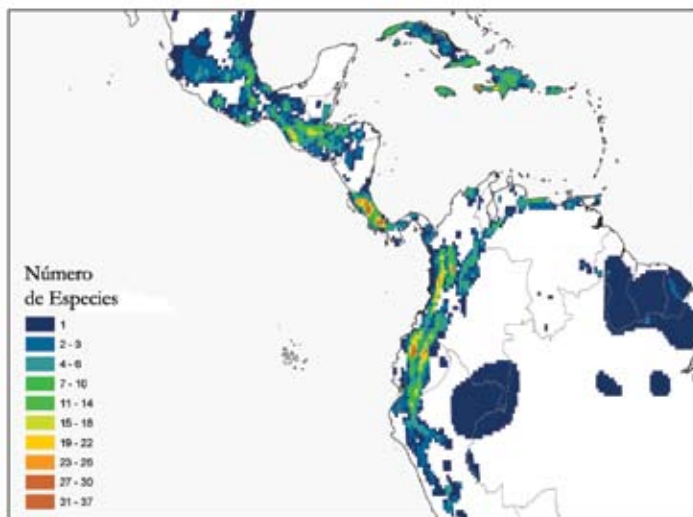 Número
de Especies
1
2 - 3
4 - 6
7 - 10
11 - 14
15 - 18
19 - 22
23 - 26
27 - 30
31 - 37